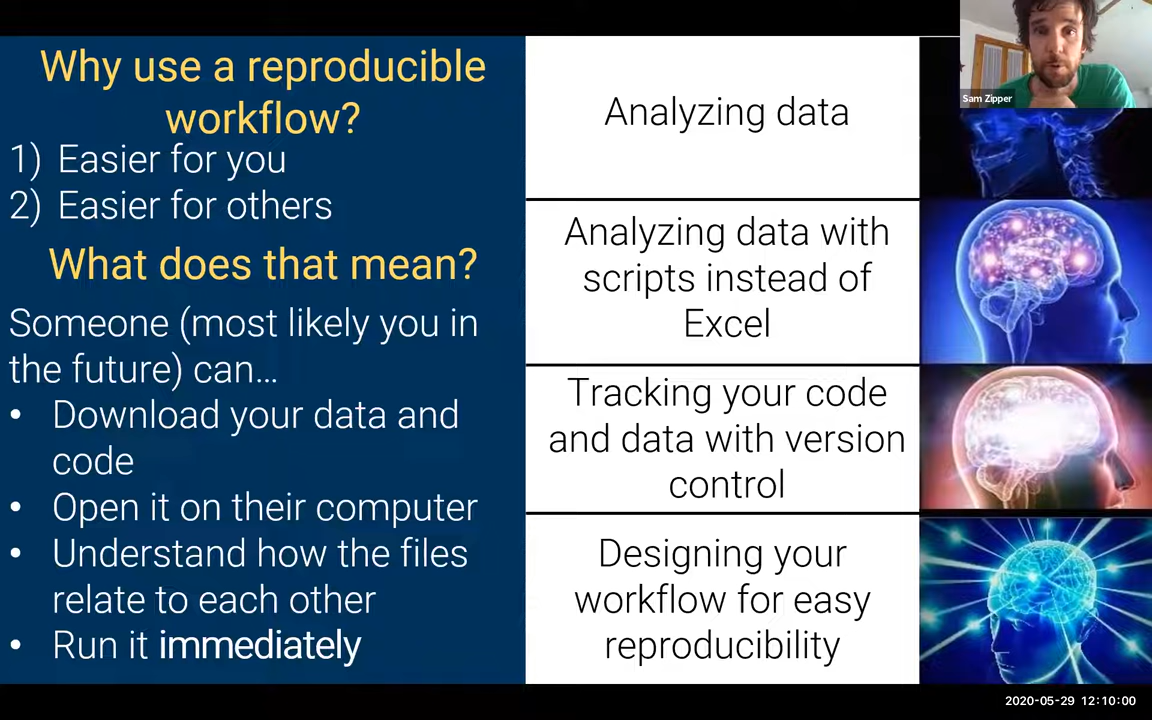 Why use a reproducible
workflow?
1) Easier for you
2) Easier for others
What does that mean?
Someone (most likely you in
the future) can…
• Download your data and
code
• Open it on their computer
• Understand how the files
relate to each other
• Run it immediately
Analyzing data
Analyzing data with
scripts instead of
Excel
Tracking your code
and data with version
control
Designing your
workflow for easy
reproducibility
Sam Zipper
2020-05-29 12:10:00